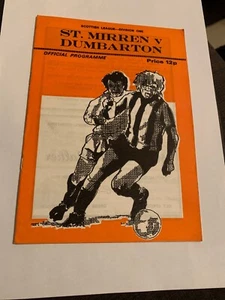 SCOTTISH LEAGUE—DIVISION ONE
ST. MIRREN V
DUMBARTON
OFFICIAL PROGRAMME
Price 12p